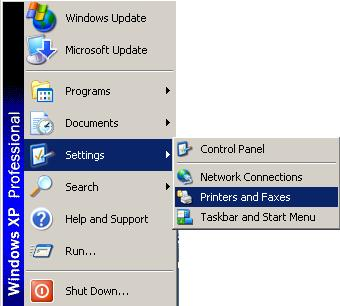 Windows XP Professional
Windows Update
Microsoft Update
Programs
Documents
Settings
Search
Help and Support
Run...
Shut Down...
Control Panel
Network Connections
Printers and Faxes
Taskbar and Start Menu